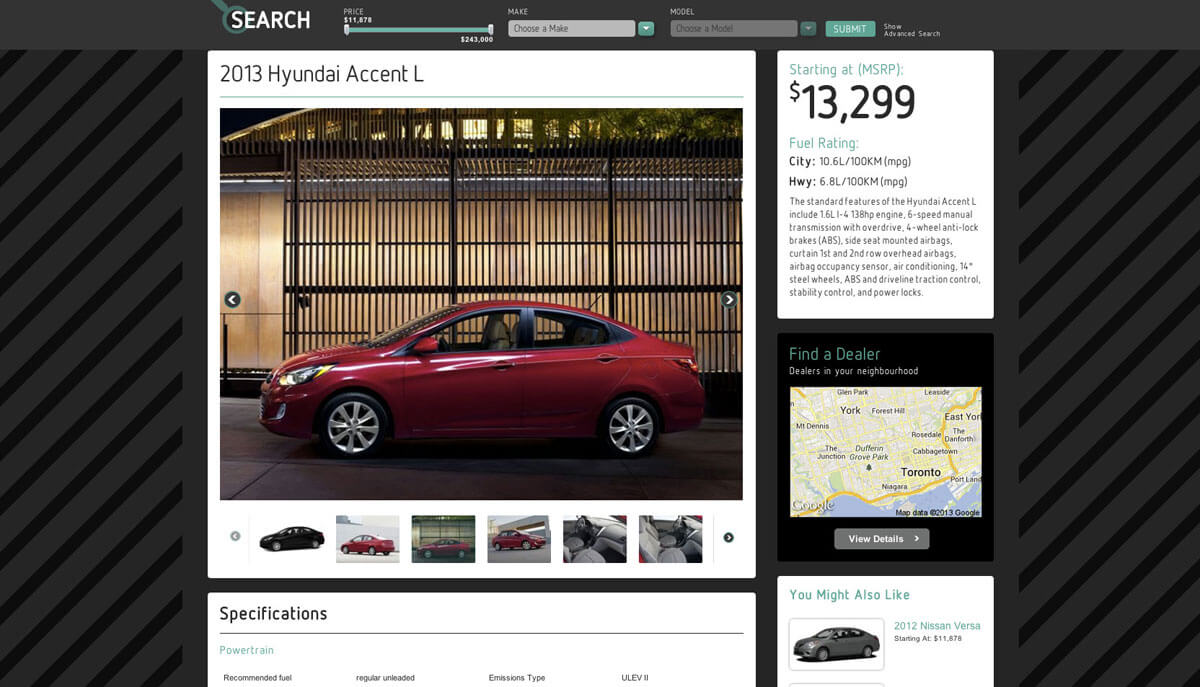 SEARCH
PRICE
$11,878
$243,000
MAKE
Choose a Make
MODEL
Choose a Model
SUBMIT
Show
Advanced Search
2013 Hyundai Accent L
Starting at (MSRP):
$13,299
Fuel Rating:
City: 10.6L/100KM (mpg)
Hwy: 6.8L/100KM (mpg)
The standard features of the Hyundai Accent L
include 1.6L I-4 138hp engine, 6-speed manual
transmission with overdrive, 4-wheel anti-lock
brakes (ABS), side seat mounted airbags,
curtain 1st and 2nd row overhead airbags,
airbag occupancy sensor, air conditioning, 14"
steel wheels, ABS and driveline traction control,
stability control, and power locks.
Find a Dealer
Dealers in your neighbourhood
Glen Park
Leaside
York
Forest Hill
East Yor
Mt Dennis
Rosedale
The
Danforth
The
Junction
Dufferin
Grove Park
Cabbagetown
Toronto
Port Land
Niagara
Google
Map data ©2013 Google
View Details
You Might Also Like
2012 Nissan Versa
Starting At: $11,878
Specifications
Powertrain
Recommended fuel
regular unleaded
Emissions Type
ULEV II